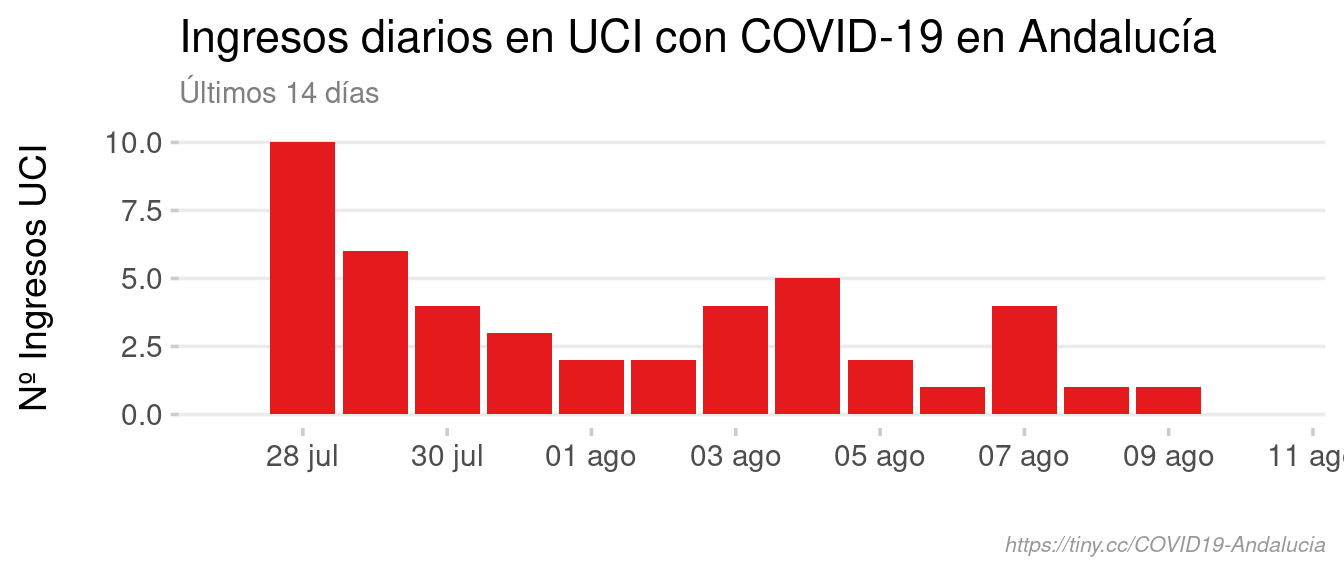 Ingresos diarios en UCI con COVID-19 en Andalucía
Últimos 14 días
Nº Ingresos UCI
10.0
7.5
5.0
2.5
0.0
28 jul 30 jul 01 ago 03 ago 05 ago 07 ago 09 ago 11 ag
https://tiny.cc/COVID19-Andalucia